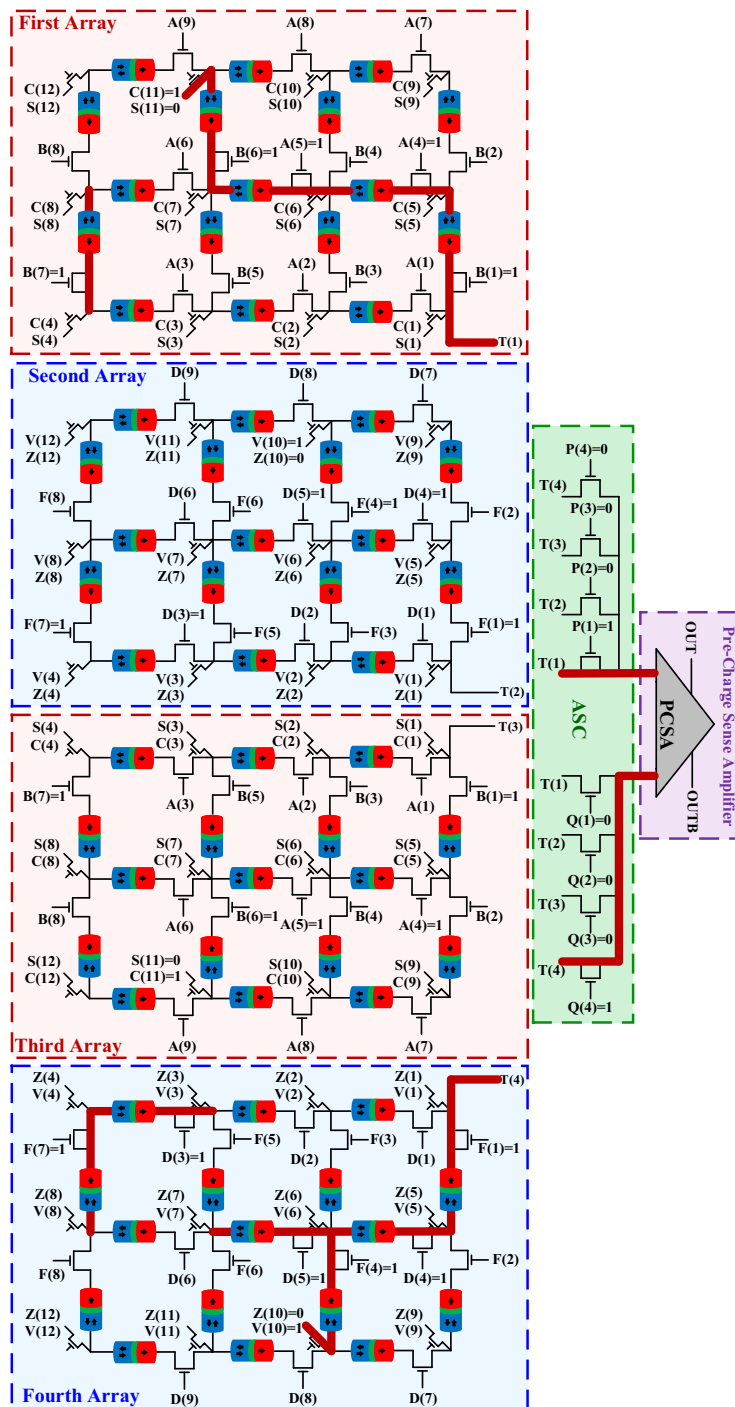 First Array
A(9) A(8) A(7)
C(12) C(11)=1 C(10) C(9)
S(12) S(11)=0 S(10) S(9)
A(6) A(5)=1 A(4)=1
B(8) B(6)=1 B(4) B(2)
C(8) C(7) C(6) C(5)
S(8) S(7) S(6) S(5)
A(3) A(2) A(1)
B(7)=1 B(5) B(3) B(1)=1
C(4) C(3) C(2) C(1)
S(4) S(3) S(2) S(1)
T(1)
Second Array
D(9) D(8) D(7)
V(12) V(11) V(10)=1 V(9)
Z(12) Z(11) Z(10)=0 Z(9)
D(6) D(5)=1 D(4)=1
F(8) F(6) F(4)=1 F(2)
V(8) V(7) V(6) V(5)
Z(8) Z(7) Z(6) Z(5)
D(3)=1 D(2) D(1)
F(7)=1 F(5) F(3) F(1)=1
V(4) V(3) V(2) V(1)
Z(4) Z(3) Z(2) Z(1)
T(2)
P(4)=0
T(4)
P(3)=0
T(3)
P(2)=0
T(2)
P(1)=1
T(1)
ASC
T(1)
Q(1)=0
T(2)
Q(2)=0
T(3)
Q(3)=0
T(4)
Q(4)=1
Pre-Charge Sense Amplifier
OUT
PCSA
OUTB
S(4) S(3) S(2) S(1)
C(4) C(3) C(2) C(1)
T(3)
B(7)=1 B(5) B(3) B(1)=1
A(3) A(2) A(1)
S(8) S(7) S(6) S(5)
C(8) C(7) C(6) C(5)
B(8) B(6)=1 B(4) B(2)
A(6) A(5)=1 A(4)=1
S(12) S(11)=0 S(10) S(9)
C(12) C(11)=1 C(10) C(9)
A(9) A(8) A(7)
Third Array
Z(4) Z(3) Z(2) Z(1)
V(4) V(3) V(2) V(1)
T(4)
F(7)=1 F(5) F(3) F(1)=1
D(3)=1 D(2) D(1)
Z(8) Z(7) Z(6) Z(5)
V(8) V(7) V(6) V(5)
F(8) F(6) F(4)=1 F(2)
D(6) D(5)=1 D(4)=1
Z(12) Z(11) Z(10)=0 Z(9)
V(12) V(11) V(10)=1 V(9)
D(9) D(8) D(7)
Fourth Array